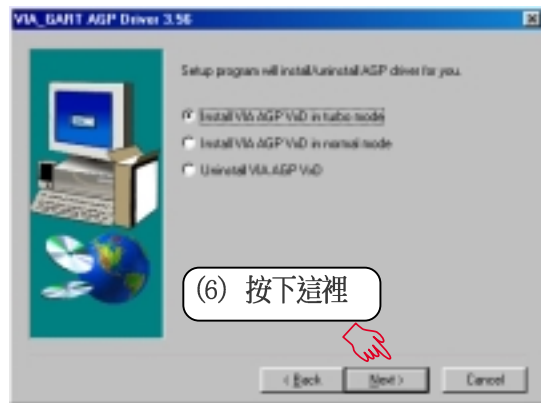 VIA_GART AGP Driver 3.56
Setup program will install/uninstall AGP driver for you.
Install VIA AGP VxD in turbo mode
Install VIA AGP VxD in normal mode
Uninstall VIA AGP VxD
(6) 按下這裡
< Back
Next >
Cancel